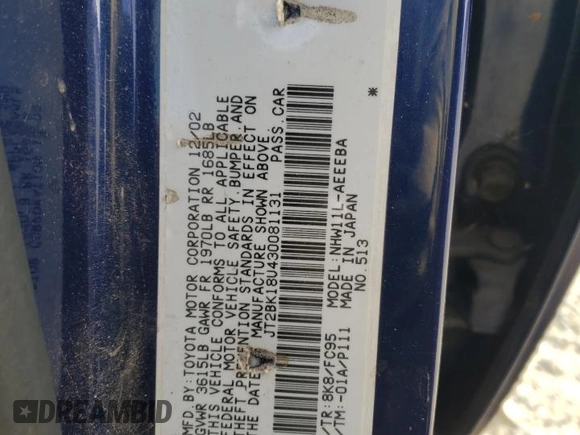 MFD. BY: TOYOTA MOTOR CORPORATION 12/02
GVWR 3615LB GAWR FR 1970LB RR 1685LB
THIS VEHICLE CONFORMS TO ALL APPLICABLE
FEDERAL MOTOR VEHICLE SAFETY, BUMPER, AND
THEFT PREVENTION STANDARDS IN EFFECT ON
THE DATE MANUFACTURE SHOWN ABOVE.
JT2BK18U430081131 PASS. CAR
*
C/TR: 8K8/FC95 MODEL: NHW11L-AEEEBA
A/TM: -01A/P111 MADE IN JAPAN
NO. 513
DIDCARS